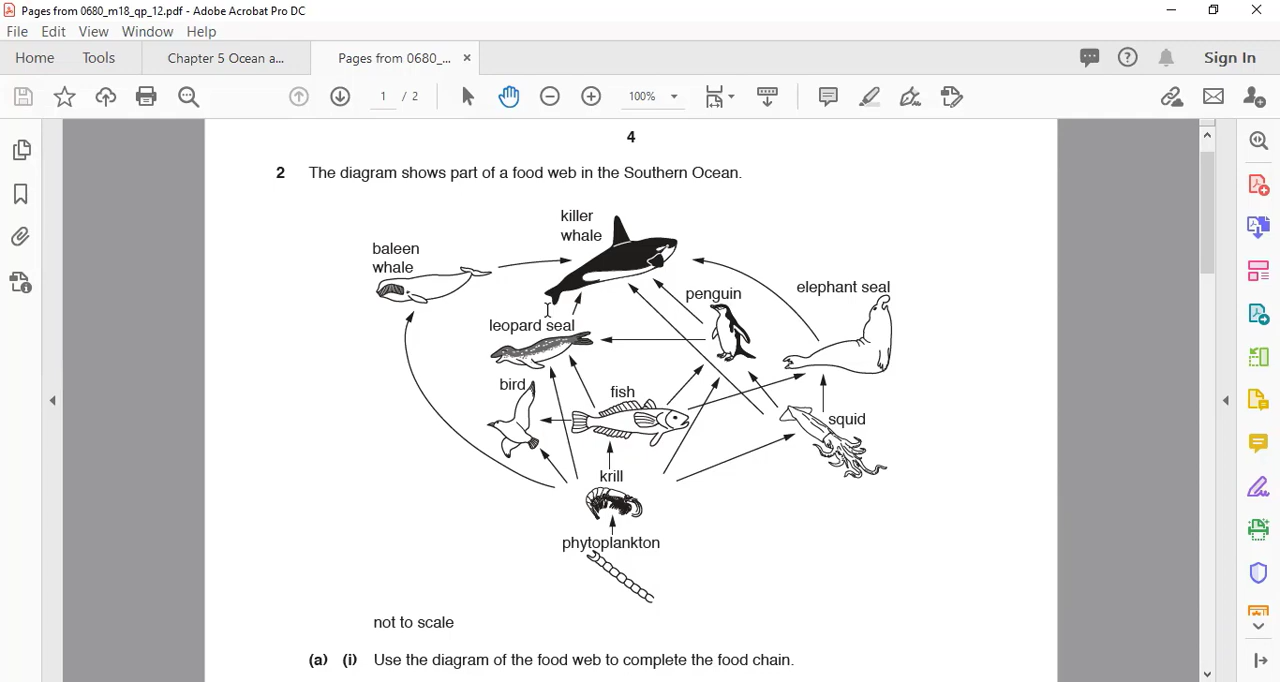 Pages from 0680_m18_qp_12.pdf - Adobe Acrobat Pro DC
File Edit View Window Help
Home Tools Chapter 5 Ocean a... Pages from 0680_... × Sign In
1 / 2 100%
4
2 The diagram shows part of a food web in the Southern Ocean.
killer
whale
baleen
whale
penguin
elephant seal
leopard seal
bird
fish
squid
krill
phytoplankton
not to scale
(a) (i) Use the diagram of the food web to complete the food chain.